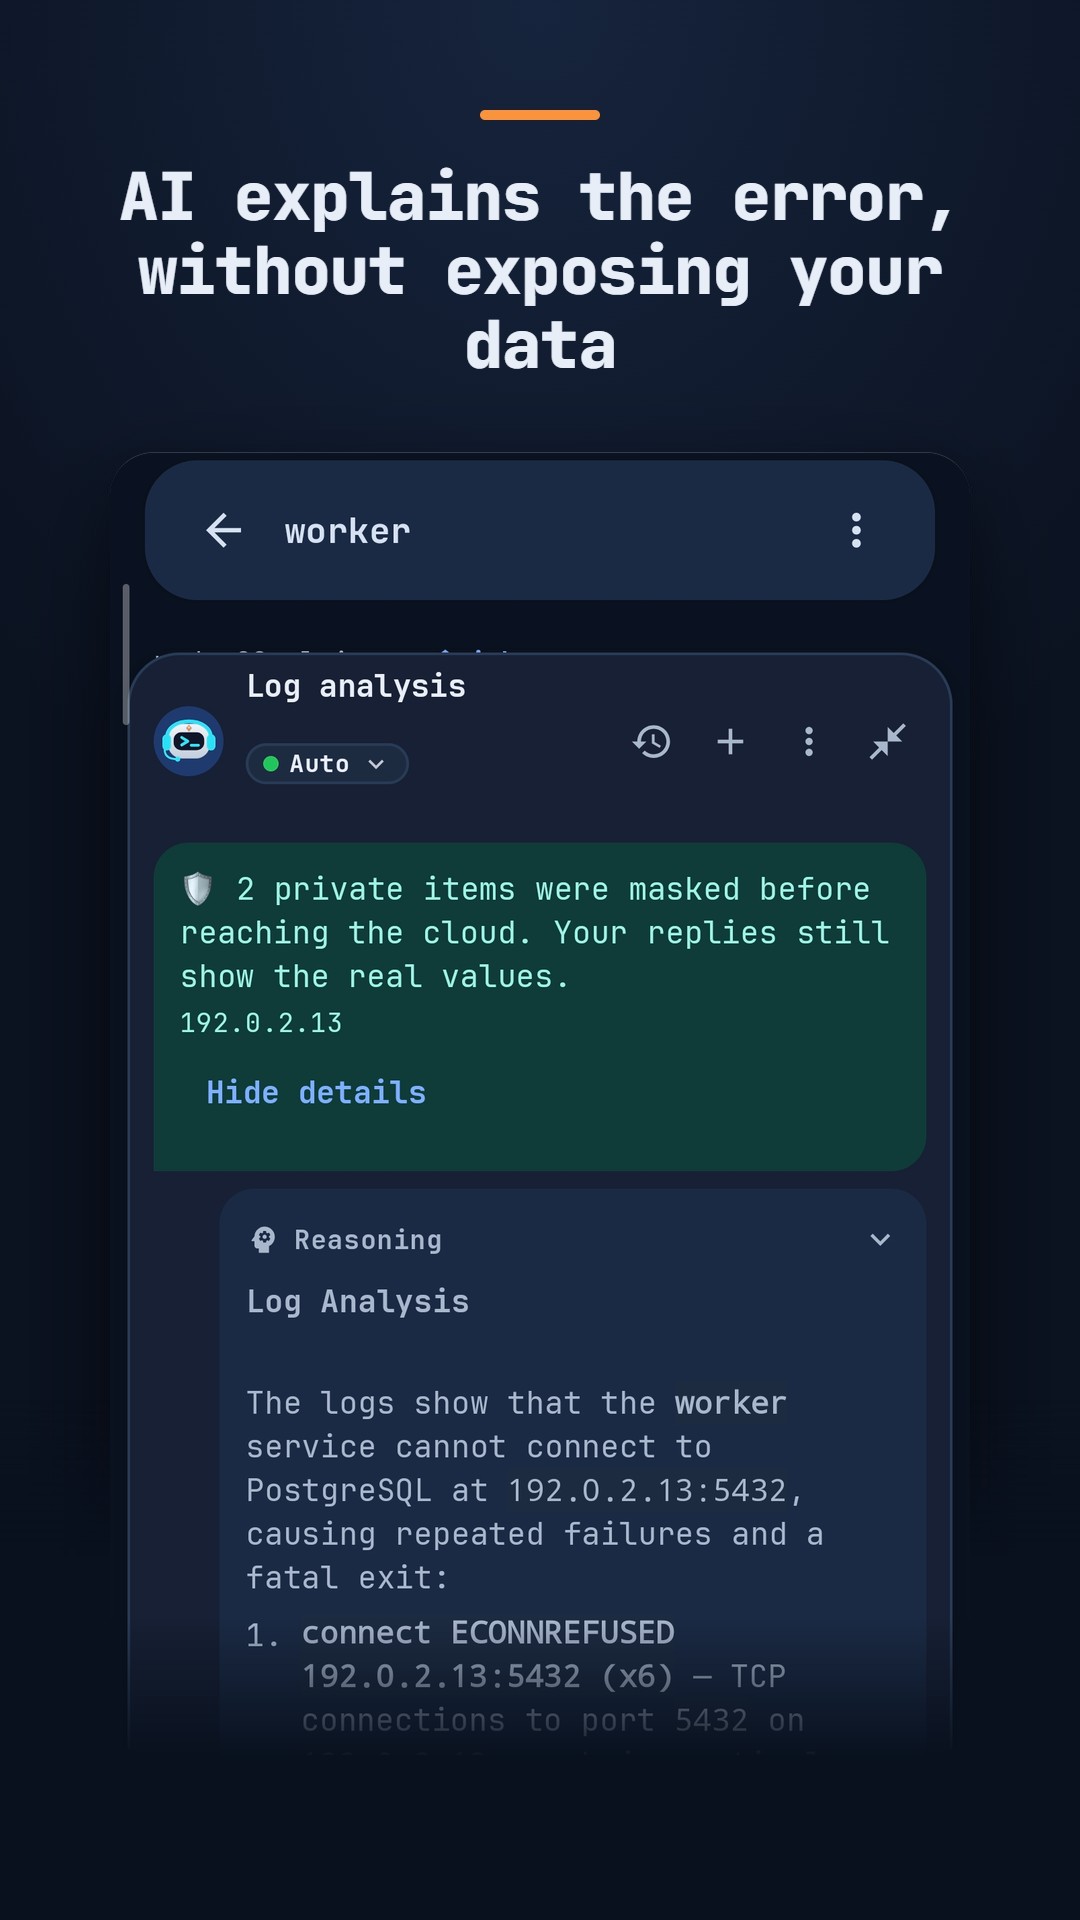 AI explains the error,
without exposing your
data
worker
Log analysis
Auto
2 private items were masked before
reaching the cloud. Your replies still
show the real values.
192.0.2.13
Hide details
Reasoning
Log Analysis
The logs show that the worker
service cannot connect to
PostgreSQL at 192.0.2.13:5432,
causing repeated failures and a
fatal exit:
1. connect ECONNREFUSED
192.0.2.13:5432 (x6) — TCP
connections to port 5432 on